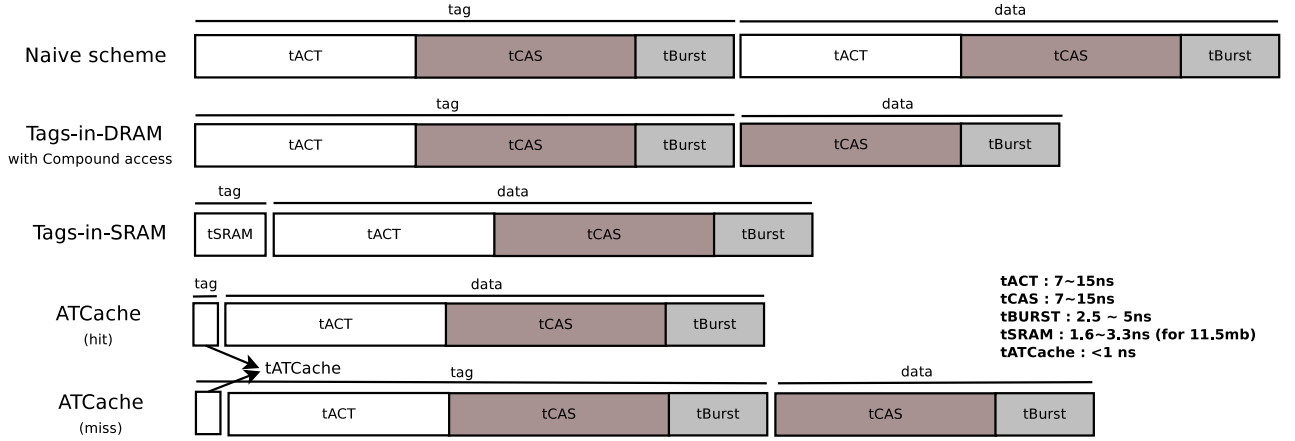 tag data
Naive scheme tACT tCAS tBurst tACT tCAS tBurst
tag data
Tags-in-DRAM
with Compound access
tACT tCAS tBurst tCAS tBurst
tag data
Tags-in-SRAM tSRAM tACT tCAS tBurst
tag data
ATCache
(hit)
tACT tCAS tBurst
tACT : 7~15ns
tCAS : 7~15ns
tBURST : 2.5 ~ 5ns
tSRAM : 1.6~3.3ns (for 11.5mb)
tATCache : <1 ns
tATCache
tag data
ATCache
(miss)
tACT tCAS tBurst tCAS tBurst